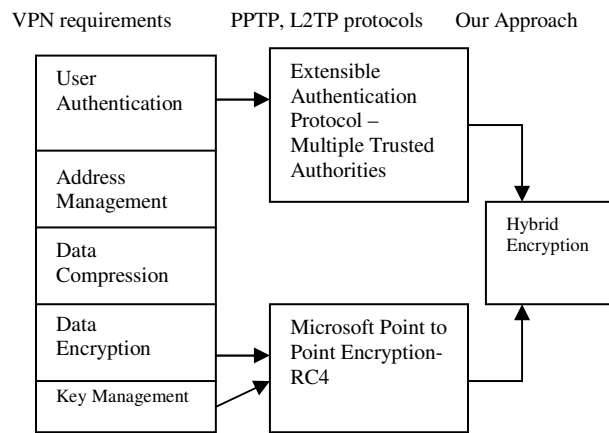 VPN requirements
PPTP, L2TP protocols
Our Approach
User
Authentication
Address
Management
Data
Compression
Data
Encryption
Key Management
Extensible
Authentication
Protocol –
Multiple Trusted
Authorities
Microsoft Point to
Point Encryption-
RC4
Hybrid
Encryption